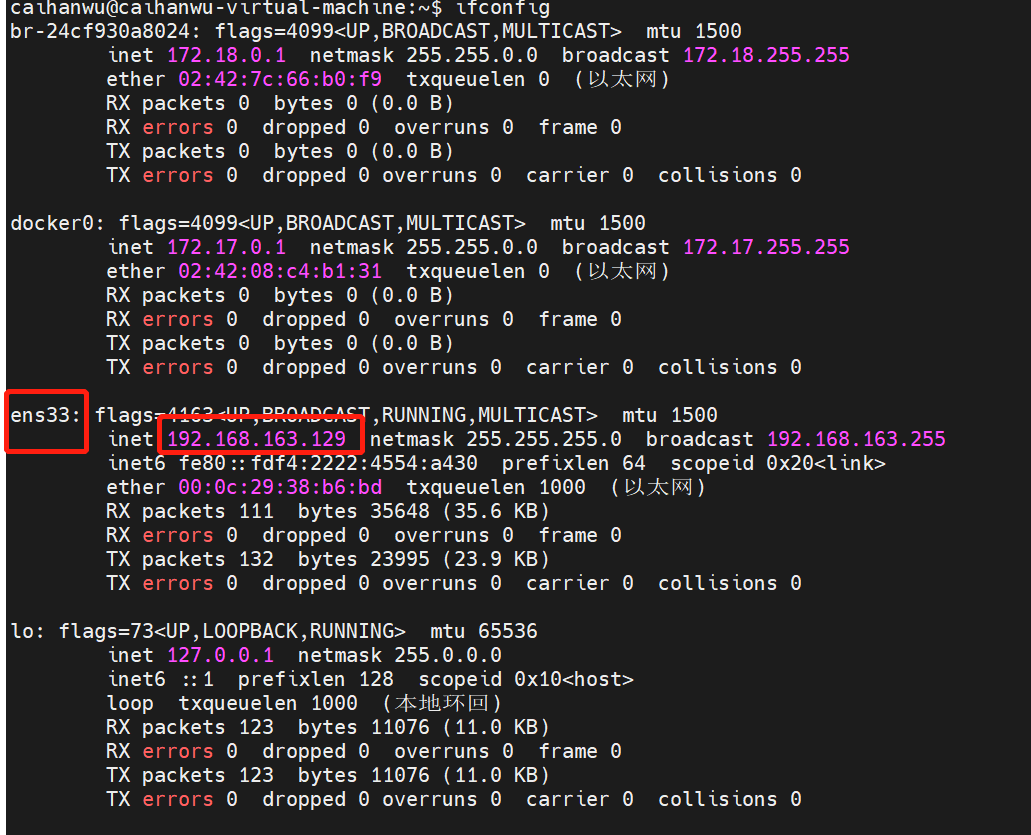 caihanwu@caihanwu-virtual-machine:~$ ifconfig
br-24cf930a8024: flags=4099<UP,BROADCAST,MULTICAST>  mtu 1500
        inet 172.18.0.1  netmask 255.255.0.0  broadcast 172.18.255.255
        ether 02:42:7c:66:b0:f9  txqueuelen 0  (以太网)
        RX packets 0  bytes 0 (0.0 B)
        RX errors 0  dropped 0  overruns 0  frame 0
        TX packets 0  bytes 0 (0.0 B)
        TX errors 0  dropped 0 overruns 0  carrier 0  collisions 0

docker0: flags=4099<UP,BROADCAST,MULTICAST>  mtu 1500
        inet 172.17.0.1  netmask 255.255.0.0  broadcast 172.17.255.255
        ether 02:42:08:c4:b1:31  txqueuelen 0  (以太网)
        RX packets 0  bytes 0 (0.0 B)
        RX errors 0  dropped 0  overruns 0  frame 0
        TX packets 0  bytes 0 (0.0 B)
        TX errors 0  dropped 0 overruns 0  carrier 0  collisions 0

ens33: flags=4163<UP,BROADCAST,RUNNING,MULTICAST>  mtu 1500
        inet 192.168.163.129  netmask 255.255.255.0  broadcast 192.168.163.255
        inet6 fe80::fdf4:2222:4554:a430  prefixlen 64  scopeid 0x20<link>
        ether 00:0c:29:38:b6:bd  txqueuelen 1000  (以太网)
        RX packets 111  bytes 35648 (35.6 KB)
        RX errors 0  dropped 0  overruns 0  frame 0
        TX packets 132  bytes 23995 (23.9 KB)
        TX errors 0  dropped 0 overruns 0  carrier 0  collisions 0

lo: flags=73<UP,LOOPBACK,RUNNING>  mtu 65536
        inet 127.0.0.1  netmask 255.0.0.0
        inet6 ::1  prefixlen 128  scopeid 0x10<host>
        loop  txqueuelen 1000  (本地环回)
        RX packets 123  bytes 11076 (11.0 KB)
        RX errors 0  dropped 0  overruns 0  frame 0
        TX packets 123  bytes 11076 (11.0 KB)
        TX errors 0  dropped 0 overruns 0  carrier 0  collisions 0